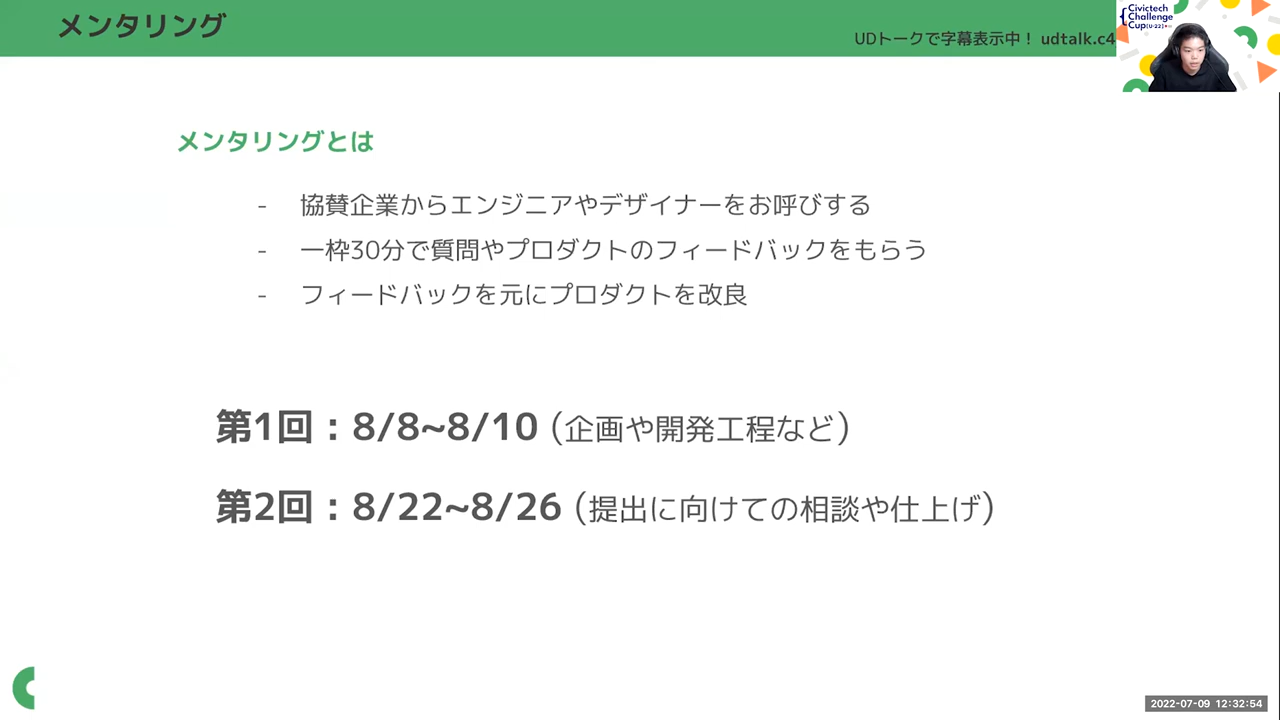 メンタリング
UDトークで字幕表示中! udtalk.c4
Civictech
Challenge
Cup U-22
メンタリングとは
- 協賛企業からエンジニアやデザイナーをお呼びする
- 一枠30分で質問やプロダクトのフィードバックをもらう
- フィードバックを元にプロダクトを改良
第1回:8/8~8/10 (企画や開発工程など)
第2回:8/22~8/26 (提出に向けての相談や仕上げ)
2022-07-09 12:32:54